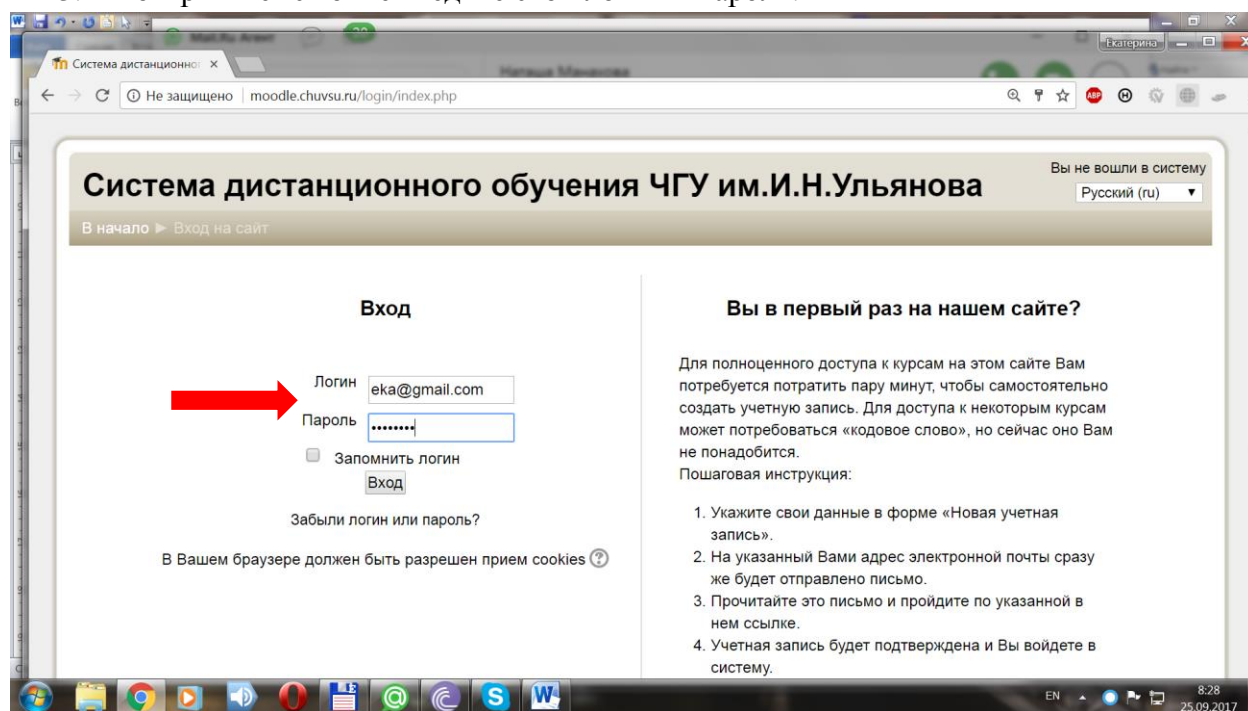 Mail.Ru Агент
20
Наташа Манахова
Екатерина
Система дистанционно
Не защищено moodle.chuvsu.ru/login/index.php
ABP
Система дистанционного обучения ЧГУ им.И.Н.Ульянова
Вы не вошли в систему
Русский (ru)
В начало ► Вход на сайт
Вход
Логин eka@gmail.com
Пароль ••••••••
Запомнить логин
Вход
Забыли логин или пароль?
В Вашем браузере должен быть разрешен прием cookies
Вы в первый раз на нашем сайте?
Для полноценного доступа к курсам на этом сайте Вам
потребуется потратить пару минут, чтобы самостоятельно
создать учетную запись. Для доступа к некоторым курсам
может потребоваться «кодовое слово», но сейчас оно Вам
не понадобится.
Пошаговая инструкция:
1. Укажите свои данные в форме «Новая учетная
запись».
2. На указанный Вами адрес электронной почты сразу
же будет отправлено письмо.
3. Прочитайте это письмо и пройдите по указанной в
нем ссылке.
4. Учетная запись будет подтверждена и Вы войдете в
систему.
EN
8:28
25.09.2017